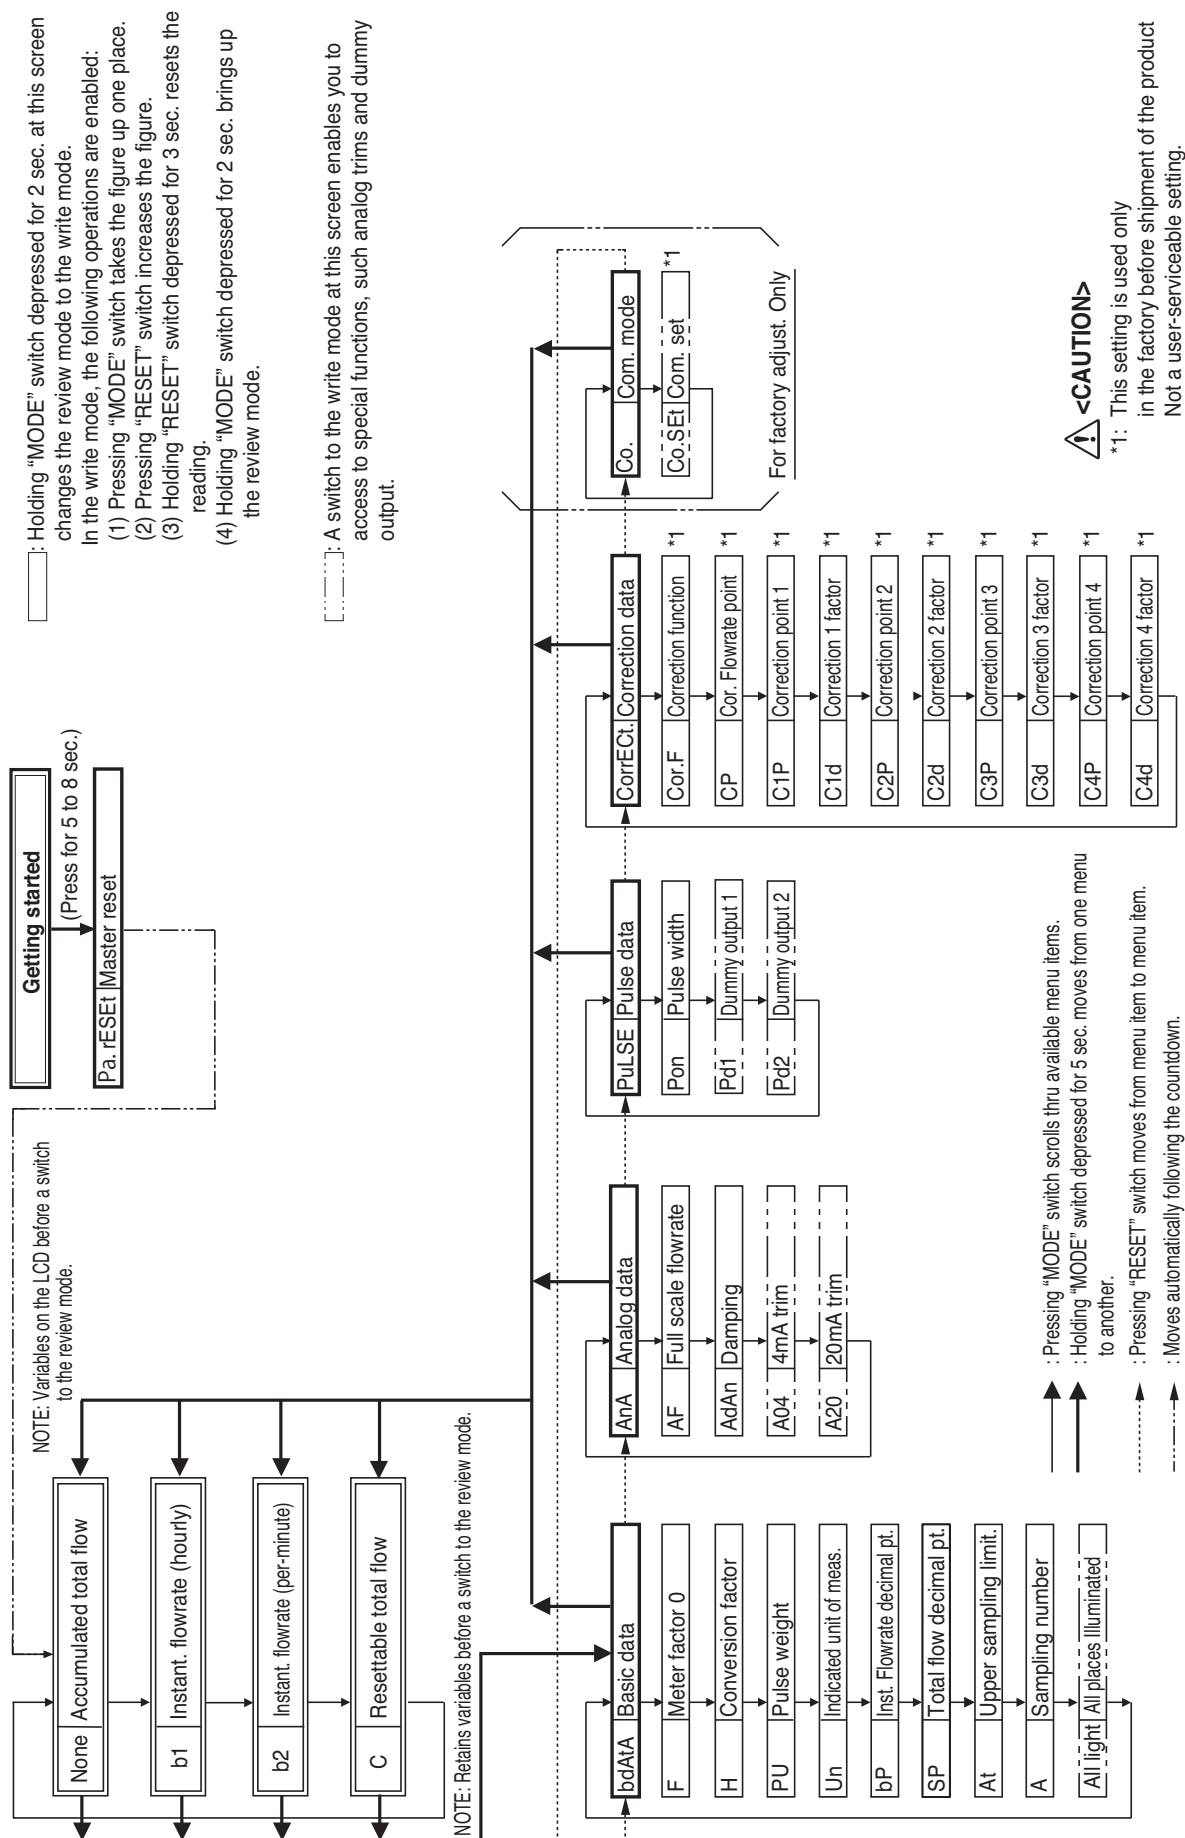 Getting started
(Press for 5 to 8 sec.)
Pa. rESEt Master reset
: Holding “MODE” switch depressed for 2 sec. at this screen
changes the review mode to the write mode.
In the write mode, the following operations are enabled:
(1) Pressing “MODE” switch takes the figure up one place.
(2) Pressing “RESET” switch increases the figure.
(3) Holding “RESET” switch depressed for 3 sec. resets the
reading.
(4) Holding “MODE” switch depressed for 2 sec. brings up
the review mode.
: A switch to the write mode at this screen enables you to
access to special functions, such analog trims and dummy
output.
NOTE: Variables on the LCD before a switch
to the review mode.
None Accumulated total flow
b1 Instant. flowrate (hourly)
b2 Instant. flowrate (per-minute)
C Resettable total flow
NOTE: Retains variables before a switch to the review mode.
bdAtA Basic data
F Meter factor 0
H Conversion factor
PU Pulse weight
Un Indicated unit of meas.
bP Inst. Flowrate decimal pt.
SP Total flow decimal pt.
At Upper sampling limit.
A Sampling number
All light All places Illuminated
AnA Analog data
AF Full scale flowrate
AdAn Damping
A04 4mA trim
A20 20mA trim
PuLSE Pulse data
Pon Pulse width
Pd1 Dummy output 1
Pd2 Dummy output 2
CorrECt. Correction data
Cor.F Correction function *1
CP Cor. Flowrate point *1
C1P Correction point 1 *1
C1d Correction 1 factor *1
C2P Correction point 2 *1
C2d Correction 2 factor *1
C3P Correction point 3 *1
C3d Correction 3 factor *1
C4P Correction point 4 *1
C4d Correction 4 factor *1
Co. Com. mode
Co.SEt Com. set *1
For factory adjust. Only
: Pressing “MODE” switch scrolls thru available menu items.
: Holding “MODE” switch depressed for 5 sec. moves from one menu
to another.
: Pressing “RESET” switch moves from menu item to menu item.
: Moves automatically following the countdown.
<CAUTION>
*1: This setting is used only
in the factory before shipment of the product
Not a user-serviceable setting.